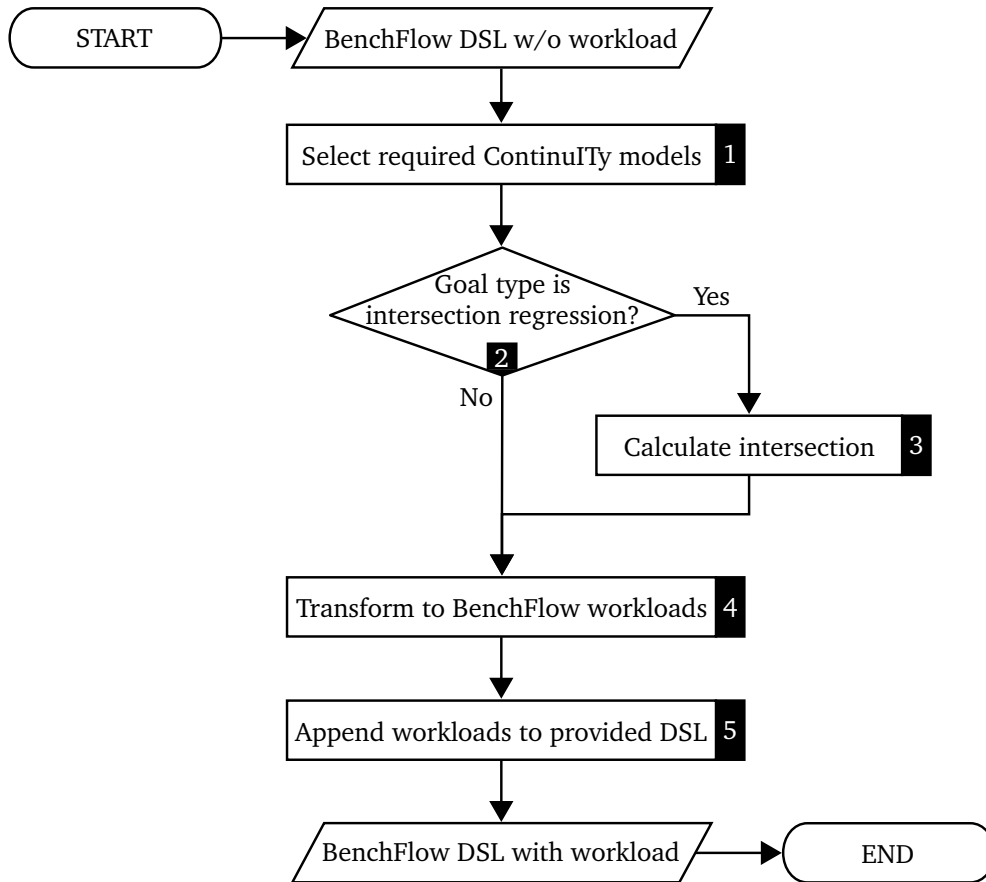 START
BenchFlow DSL w/o workload
Select required ContinuITy models 1
Goal type is
intersection regression?
2
Yes
No
Calculate intersection 3
Transform to BenchFlow workloads 4
Append workloads to provided DSL 5
BenchFlow DSL with workload
END